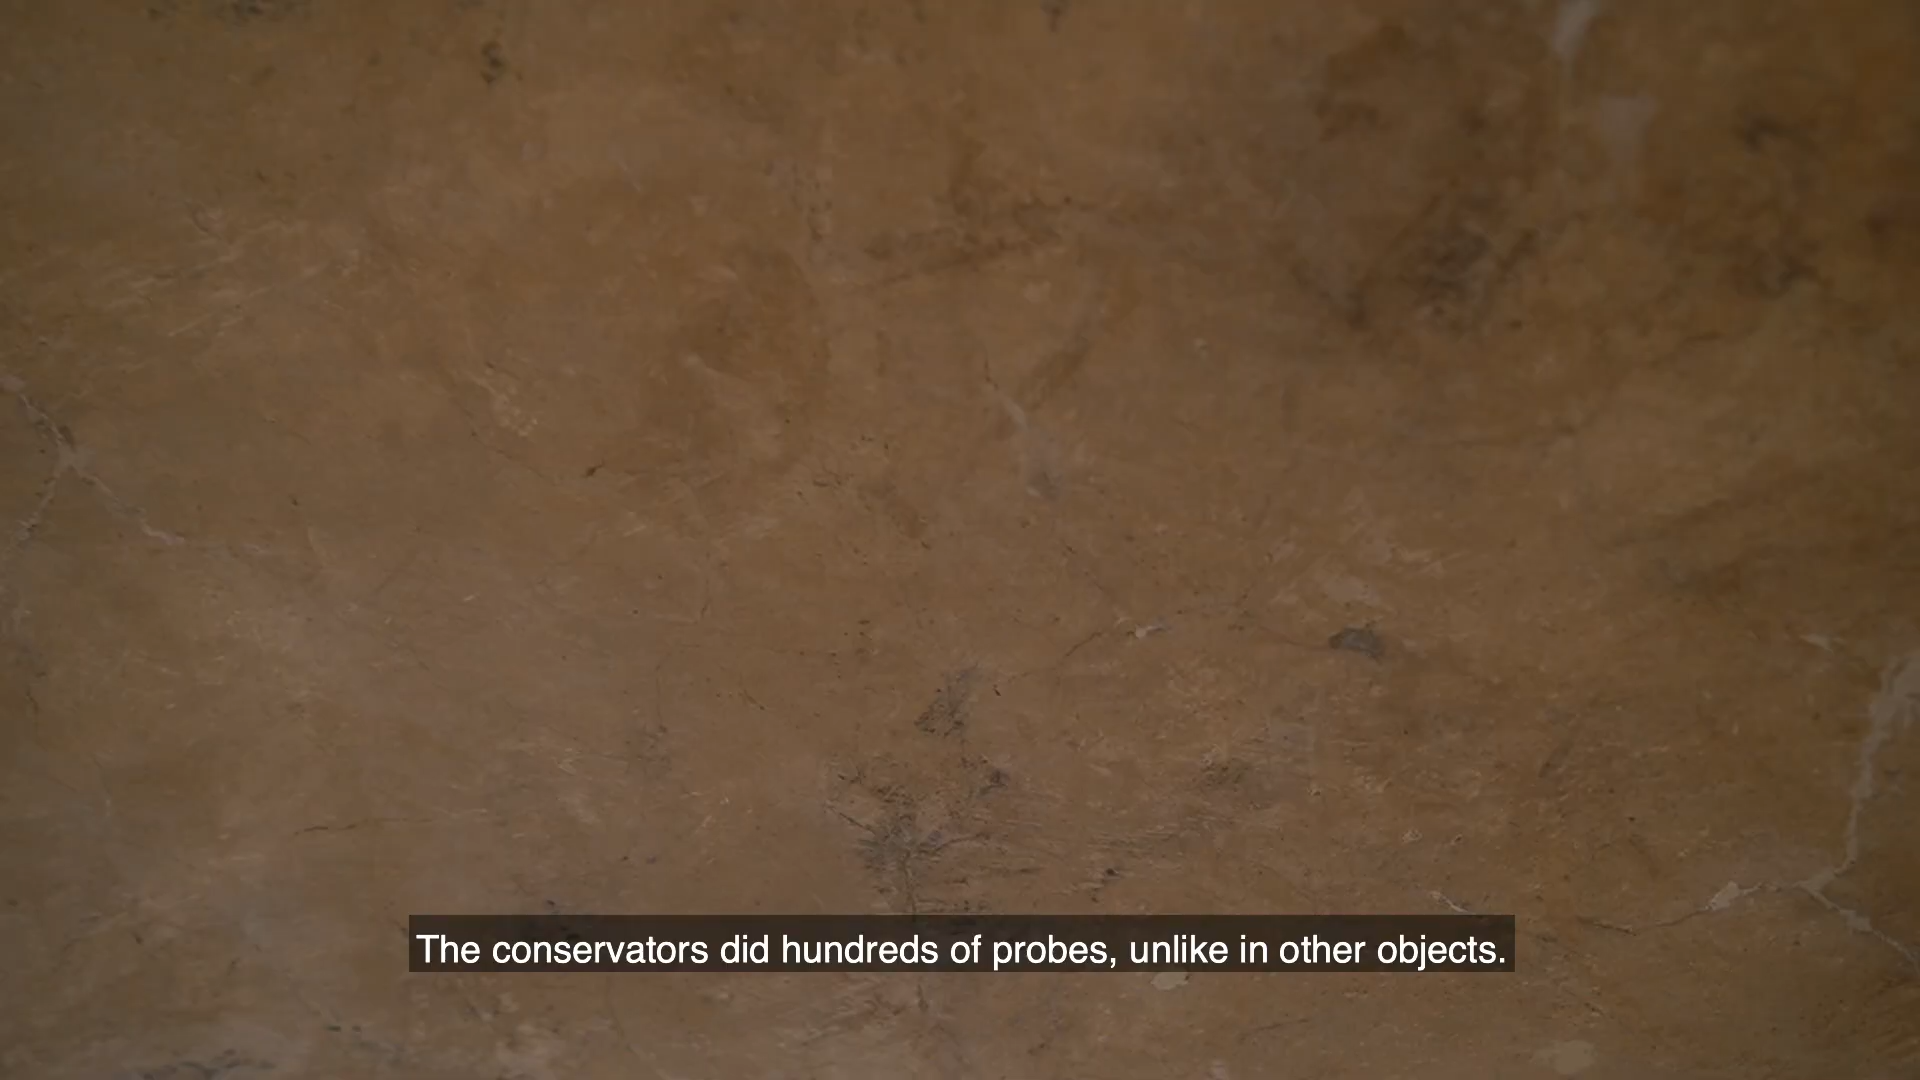 The conservators did hundreds of probes, unlike in other objects.